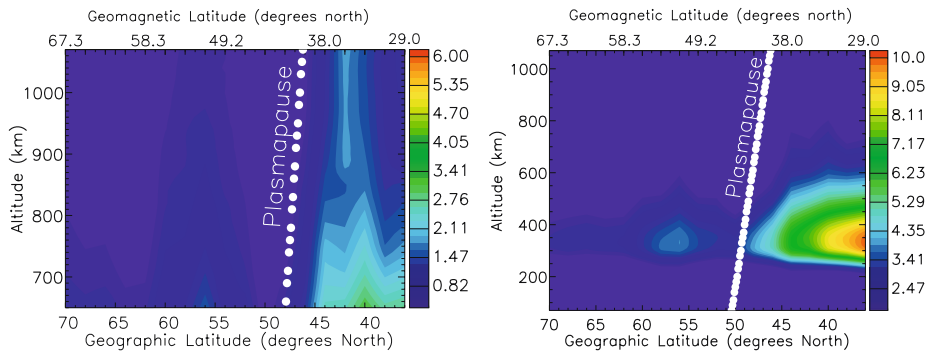 Geomagnetic Latitude (degrees north)
67.3 58.3 49.2 38.0 29.0
Altitude (km)
1000
900
800
700
Plasmapause
6.00
5.35
4.70
4.05
3.41
2.76
2.11
1.47
0.82
70 65 60 55 50 45 40
Geographic Latitude (degrees North)
Geomagnetic Latitude (degrees north)
67.3 58.3 49.2 38.0 29.0
Altitude (km)
1000
800
600
400
200
Plasmapause
10.0
9.05
8.11
7.17
6.23
5.29
4.35
3.41
2.47
70 65 60 55 50 45 40
Geographic Latitude (degrees North)